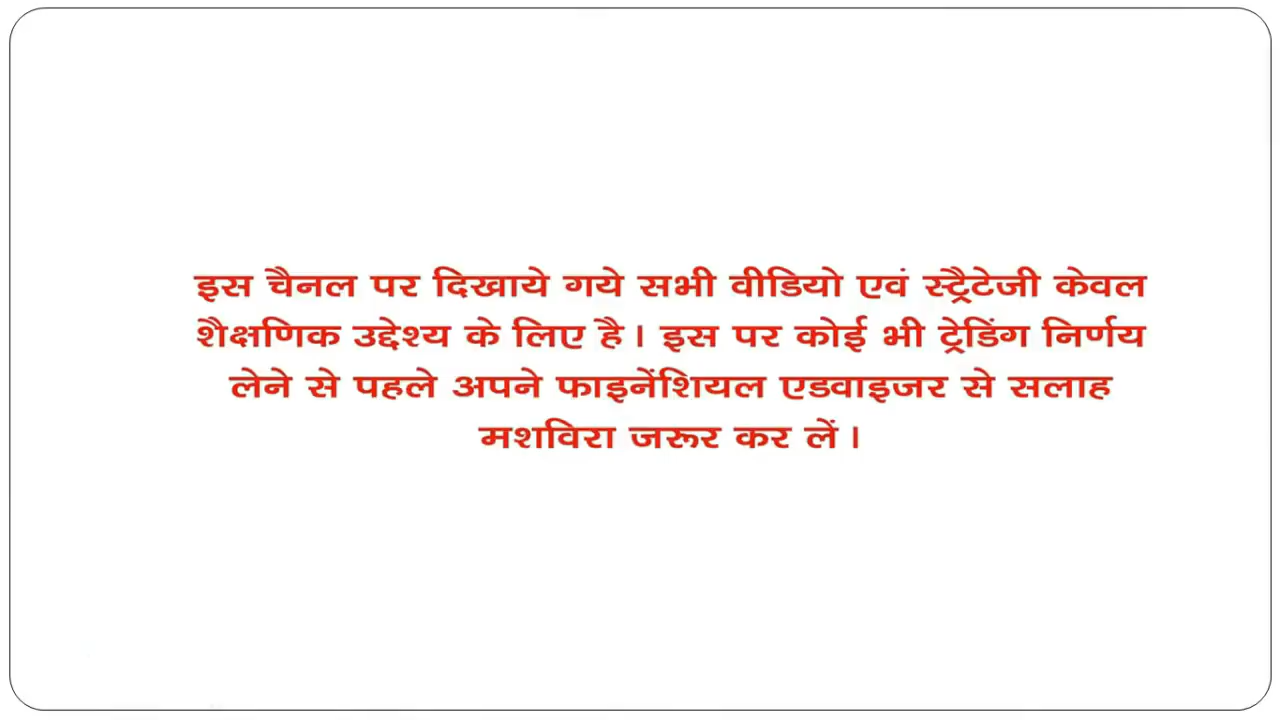 इस चैनल पर दिखाये गये सभी वीडियो एवं स्ट्रैटेजी केवल
शैक्षणिक उद्देश्य के लिए है। इस पर कोई भी ट्रेडिंग निर्णय
लेने से पहले अपने फाइनेंशियल एडवाइजर से सलाह
मशविरा जरूर कर लें।